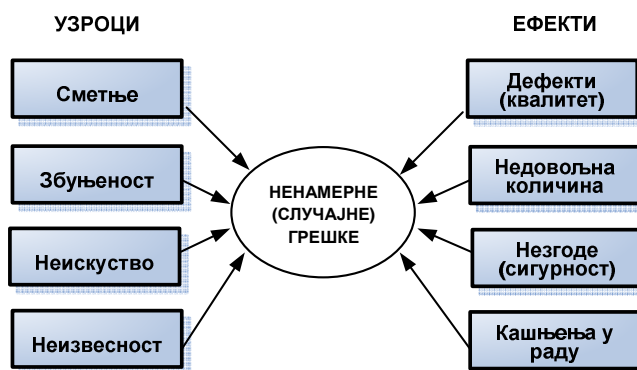 УЗРОЦИ
Сметње
Збуњеност
Неискуство
Неизвесност
НЕНАМЕРНЕ
(СЛУЧАЈНЕ)
ГРЕШКЕ
ЕФЕКТИ
Дефекти
(квалитет)
Недовољна
количина
Незгоде
(сигурност)
Кашњења у
раду